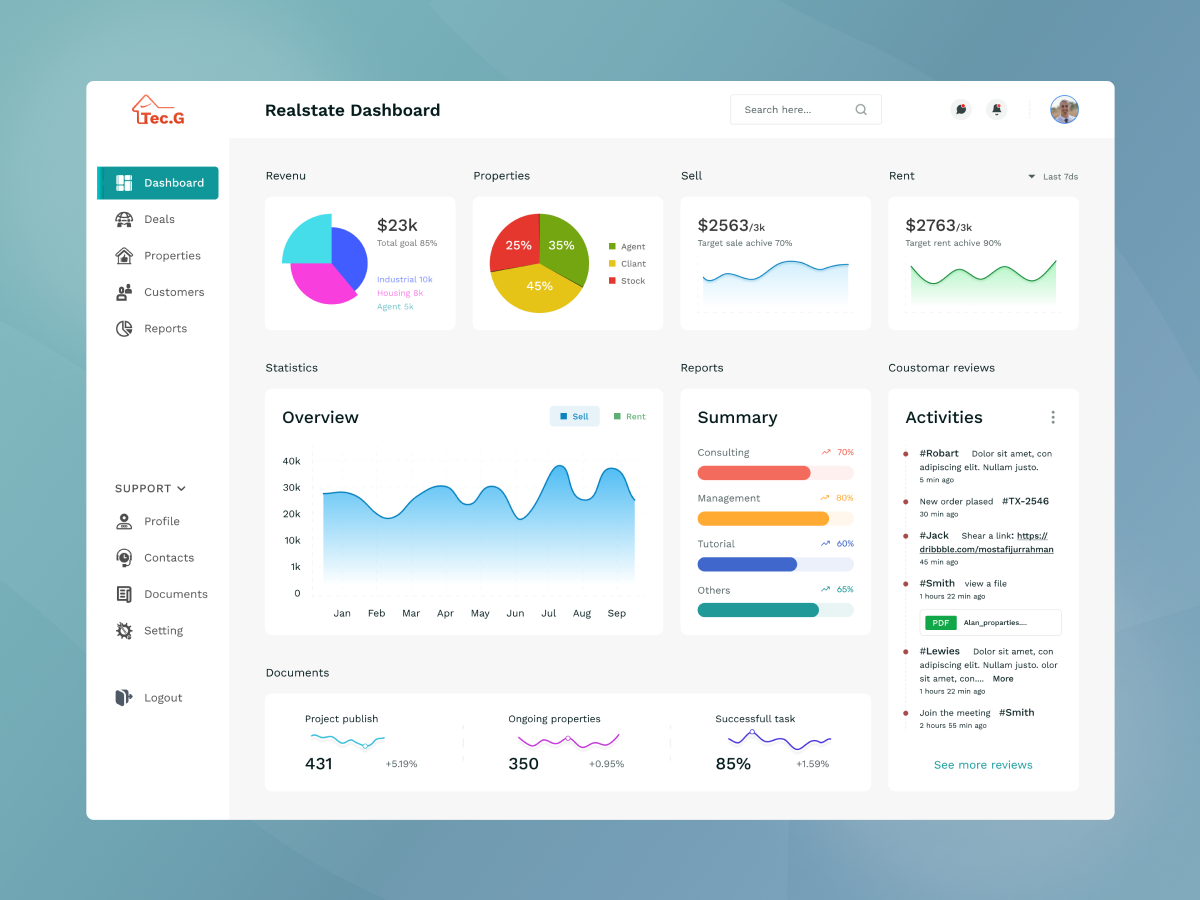 Tec.G
Realstate Dashboard
Search here...
Dashboard
Deals
Properties
Customers
Reports
SUPPORT
Profile
Contacts
Documents
Setting
Logout
Revenu
$23k
Total goal 85%
Industrial 10k
Housing 8k
Agent 5k
Properties
25%
35%
45%
Agent
Cliant
Stock
Sell
$2563/3k
Target sale achive 70%
Rent
Last 7ds
$2763/3k
Target rent achive 90%
Statistics
Overview
Sell
Rent
40k
30k
20k
10k
1k
0
Jan Feb Mar Apr May Jun Jul Aug Sep
Reports
Summary
Consulting 70%
Management 80%
Tutorial 60%
Others 65%
Coustomar reviews
Activities
#Robart Dolor sit amet, con
adipiscing elit. Nullam justo.
5 min ago
New order plased #TX-2546
30 min ago
#Jack Shear a link: https://
dribbble.com/mostafijurrahman
45 min ago
#Smith view a file
1 hours 22 min ago
PDF Alan_proparties....
#Lewies Dolor sit amet, con
adipiscing elit. Nullam justo. olor
sit amet, con.... More
1 hours 22 min ago
Join the meeting #Smith
2 hours 55 min ago
See more reviews
Documents
Project publish
431 +5.19%
Ongoing properties
350 +0.95%
Successfull task
85% +1.59%